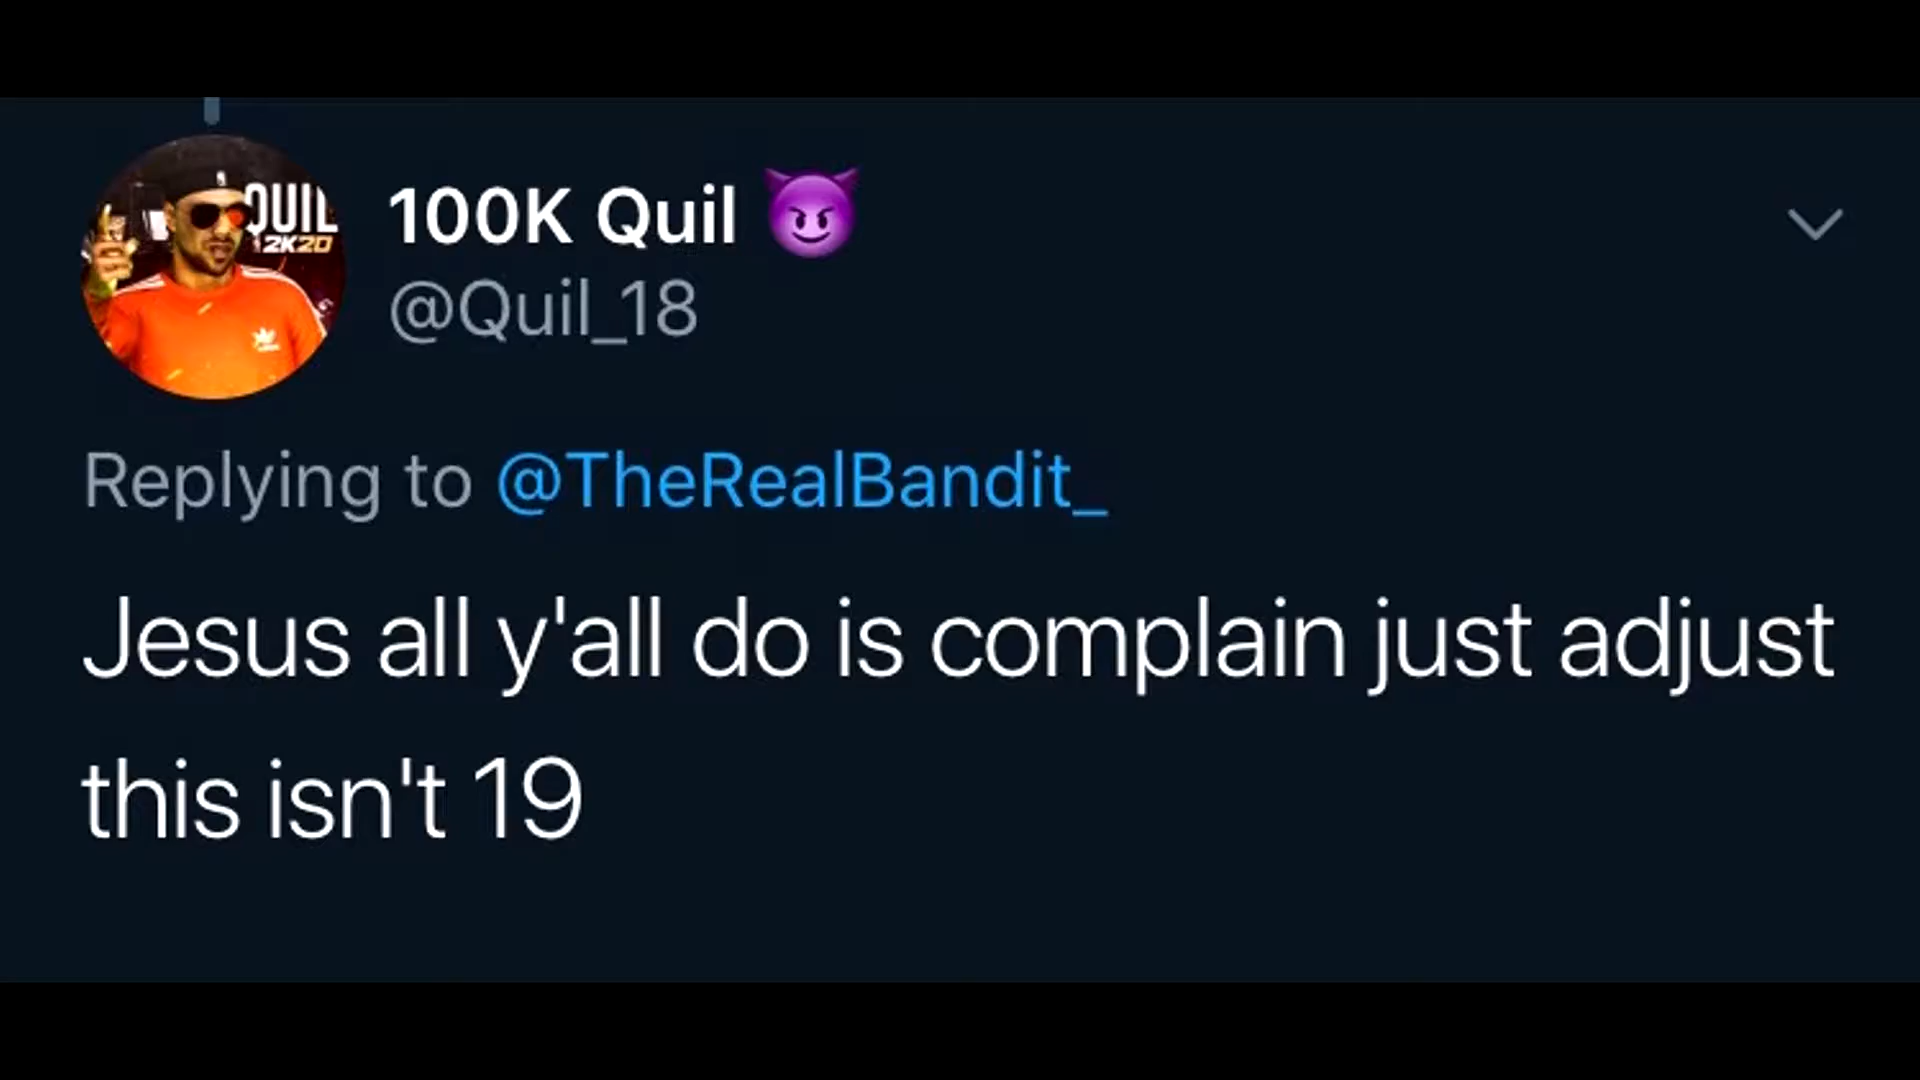 QUIL
2K20
100K Quil 😈
@Quil_18
Replying to @TheRealBandit_
Jesus all y'all do is complain just adjust
this isn't 19